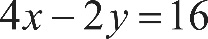 4x − 2y = 16